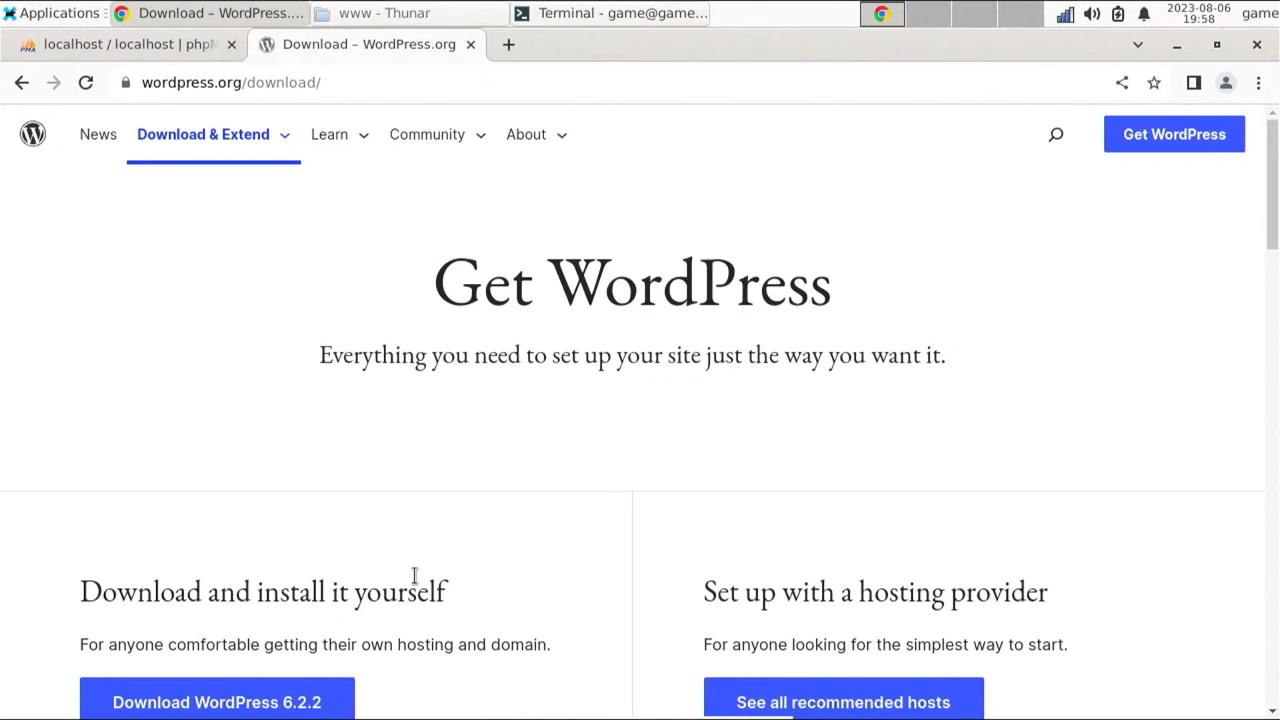 Applications
Download – WordPress....
www - Thunar
Terminal - game@game...
2023-08-06
19:58
game
localhost / localhost | phpM
Download – WordPress.org
wordpress.org/download/
News
Download & Extend
Learn
Community
About
Get WordPress
Get WordPress
Everything you need to set up your site just the way you want it.
Download and install it yourself
Set up with a hosting provider
For anyone comfortable getting their own hosting and domain.
For anyone looking for the simplest way to start.
Download WordPress 6.2.2
See all recommended hosts